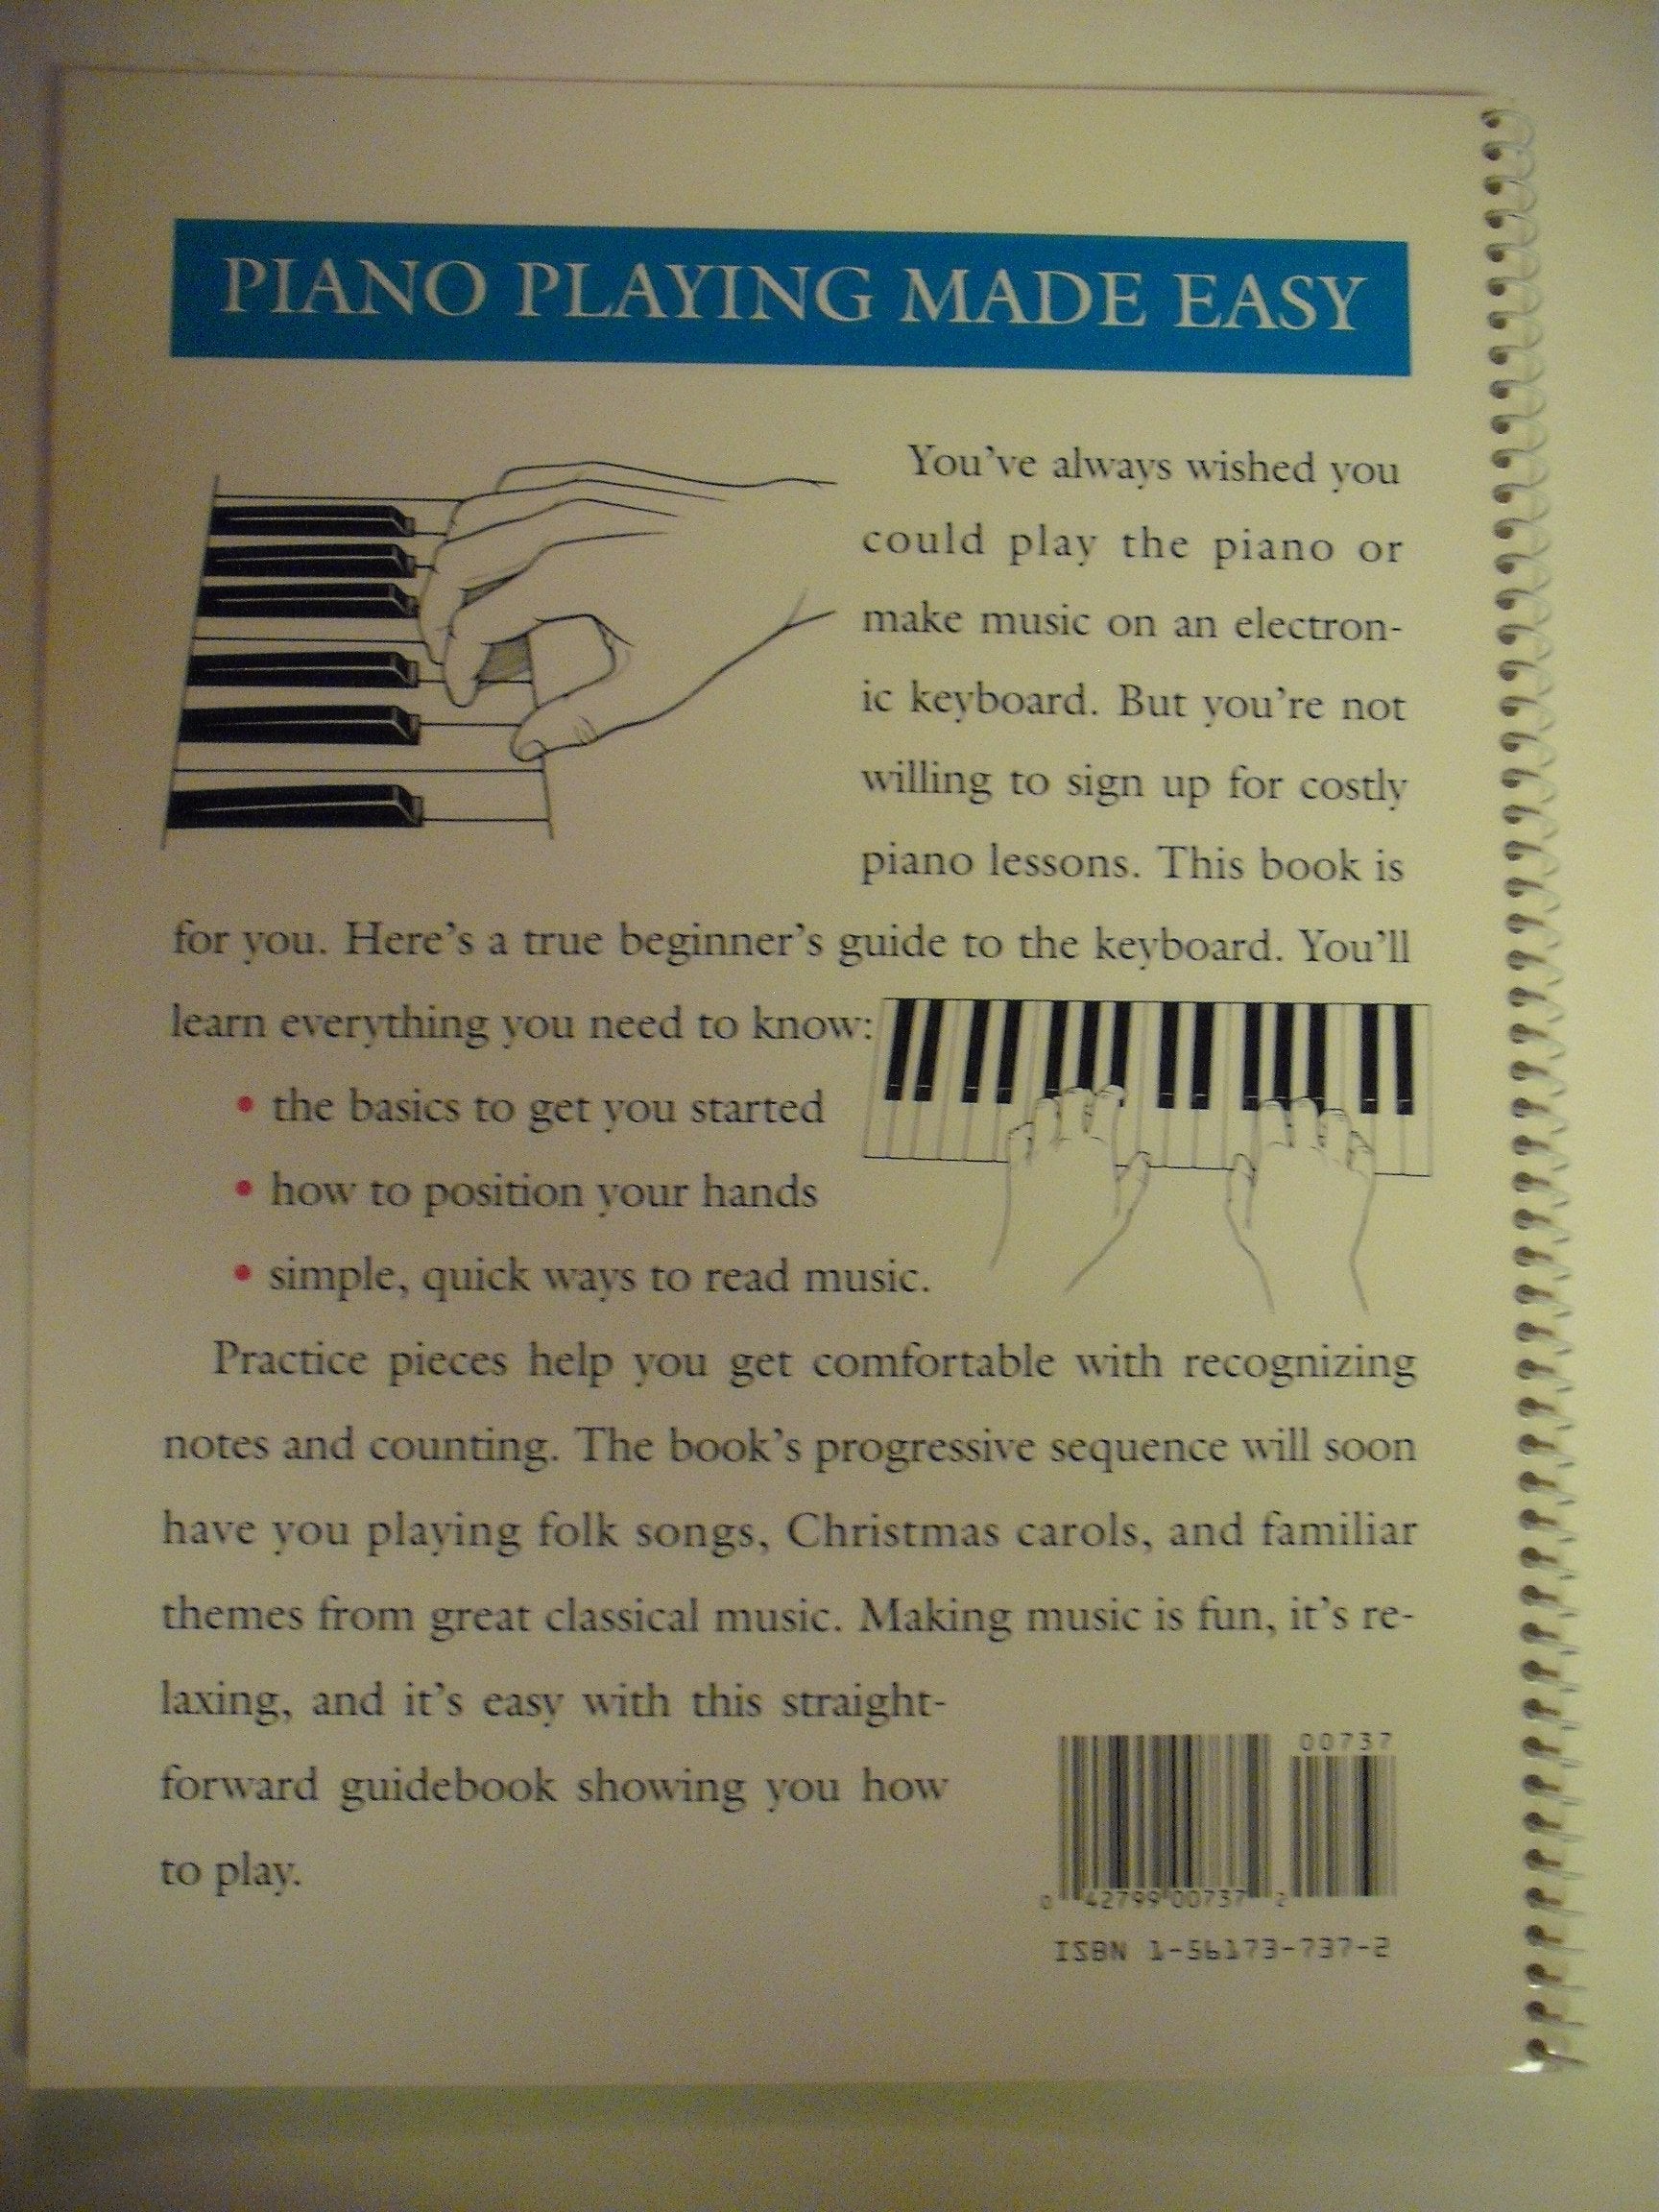 PIANO PLAYING MADE EASY
You've always wished you
could play the piano or
make music on an electron-
ic keyboard. But you're not
willing to sign up for costly
piano lessons. This book is
for you. Here's a true beginner's guide to the keyboard. You'll
learn everything you need to know:
• the basics to get you started
• how to position your hands
• simple, quick ways to read music.
Practice pieces help you get comfortable with recognizing
notes and counting. The book's progressive sequence will soon
have you playing folk songs, Christmas carols, and familiar
themes from great classical music. Making music is fun, it's re-
laxing, and it's easy with this straight-
forward guidebook showing you how
to play.
00737
0 42799 00737 2
ISBN 1-56173-737-2